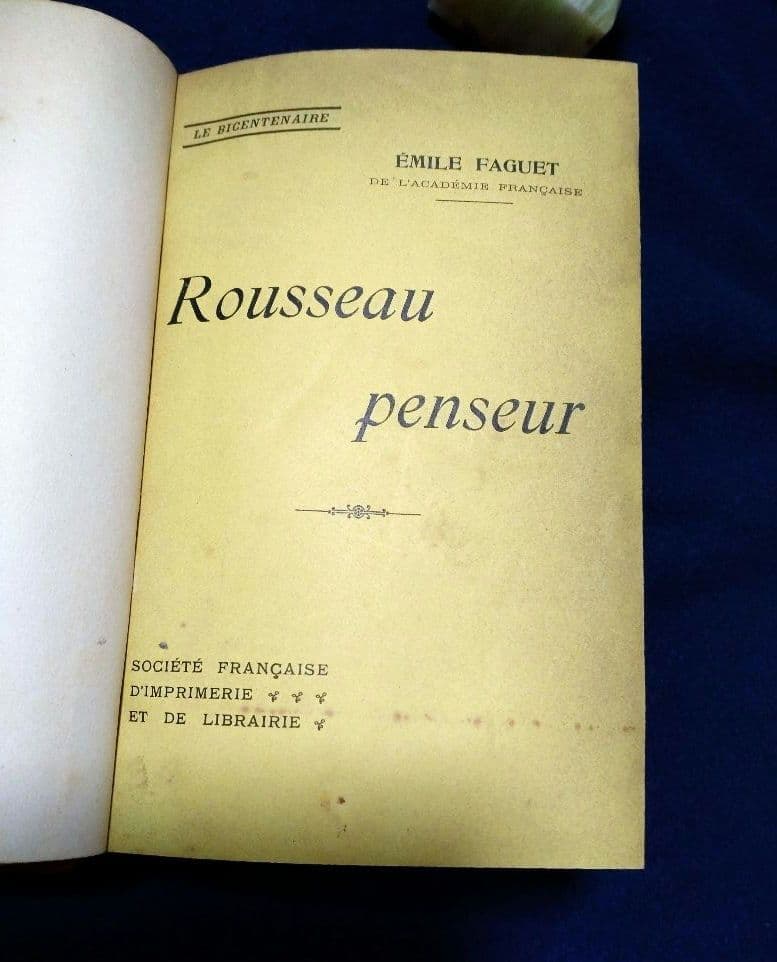 LE BICENTENAIRE
ÉMILE FAGUET
DE L'ACADÉMIE FRANÇAISE
Rousseau
penseur
SOCIÉTÉ FRANÇAISE
D'IMPRIMERIE
ET DE LIBRAIRIE